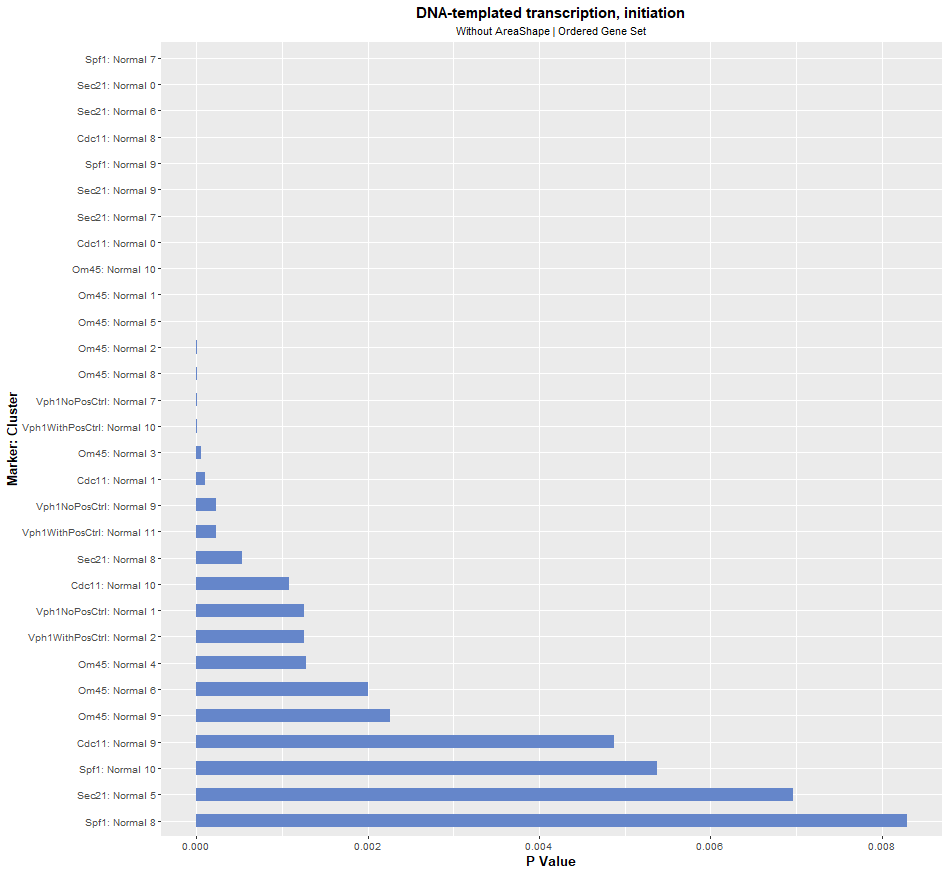 DNA-templated transcription, initiation
Without AreaShape | Ordered Gene Set
Marker: Cluster
Spf1: Normal 7
Sec21: Normal 0
Sec21: Normal 6
Cdc11: Normal 8
Spf1: Normal 9
Sec21: Normal 9
Sec21: Normal 7
Cdc11: Normal 0
Om45: Normal 10
Om45: Normal 1
Om45: Normal 5
Om45: Normal 2
Om45: Normal 8
Vph1NoPosCtrl: Normal 7
Vph1WithPosCtrl: Normal 10
Om45: Normal 3
Cdc11: Normal 1
Vph1NoPosCtrl: Normal 9
Vph1WithPosCtrl: Normal 11
Sec21: Normal 8
Cdc11: Normal 10
Vph1NoPosCtrl: Normal 1
Vph1WithPosCtrl: Normal 2
Om45: Normal 4
Om45: Normal 6
Om45: Normal 9
Cdc11: Normal 9
Spf1: Normal 10
Sec21: Normal 5
Spf1: Normal 8
0.000 0.002 0.004 0.006 0.008
P Value